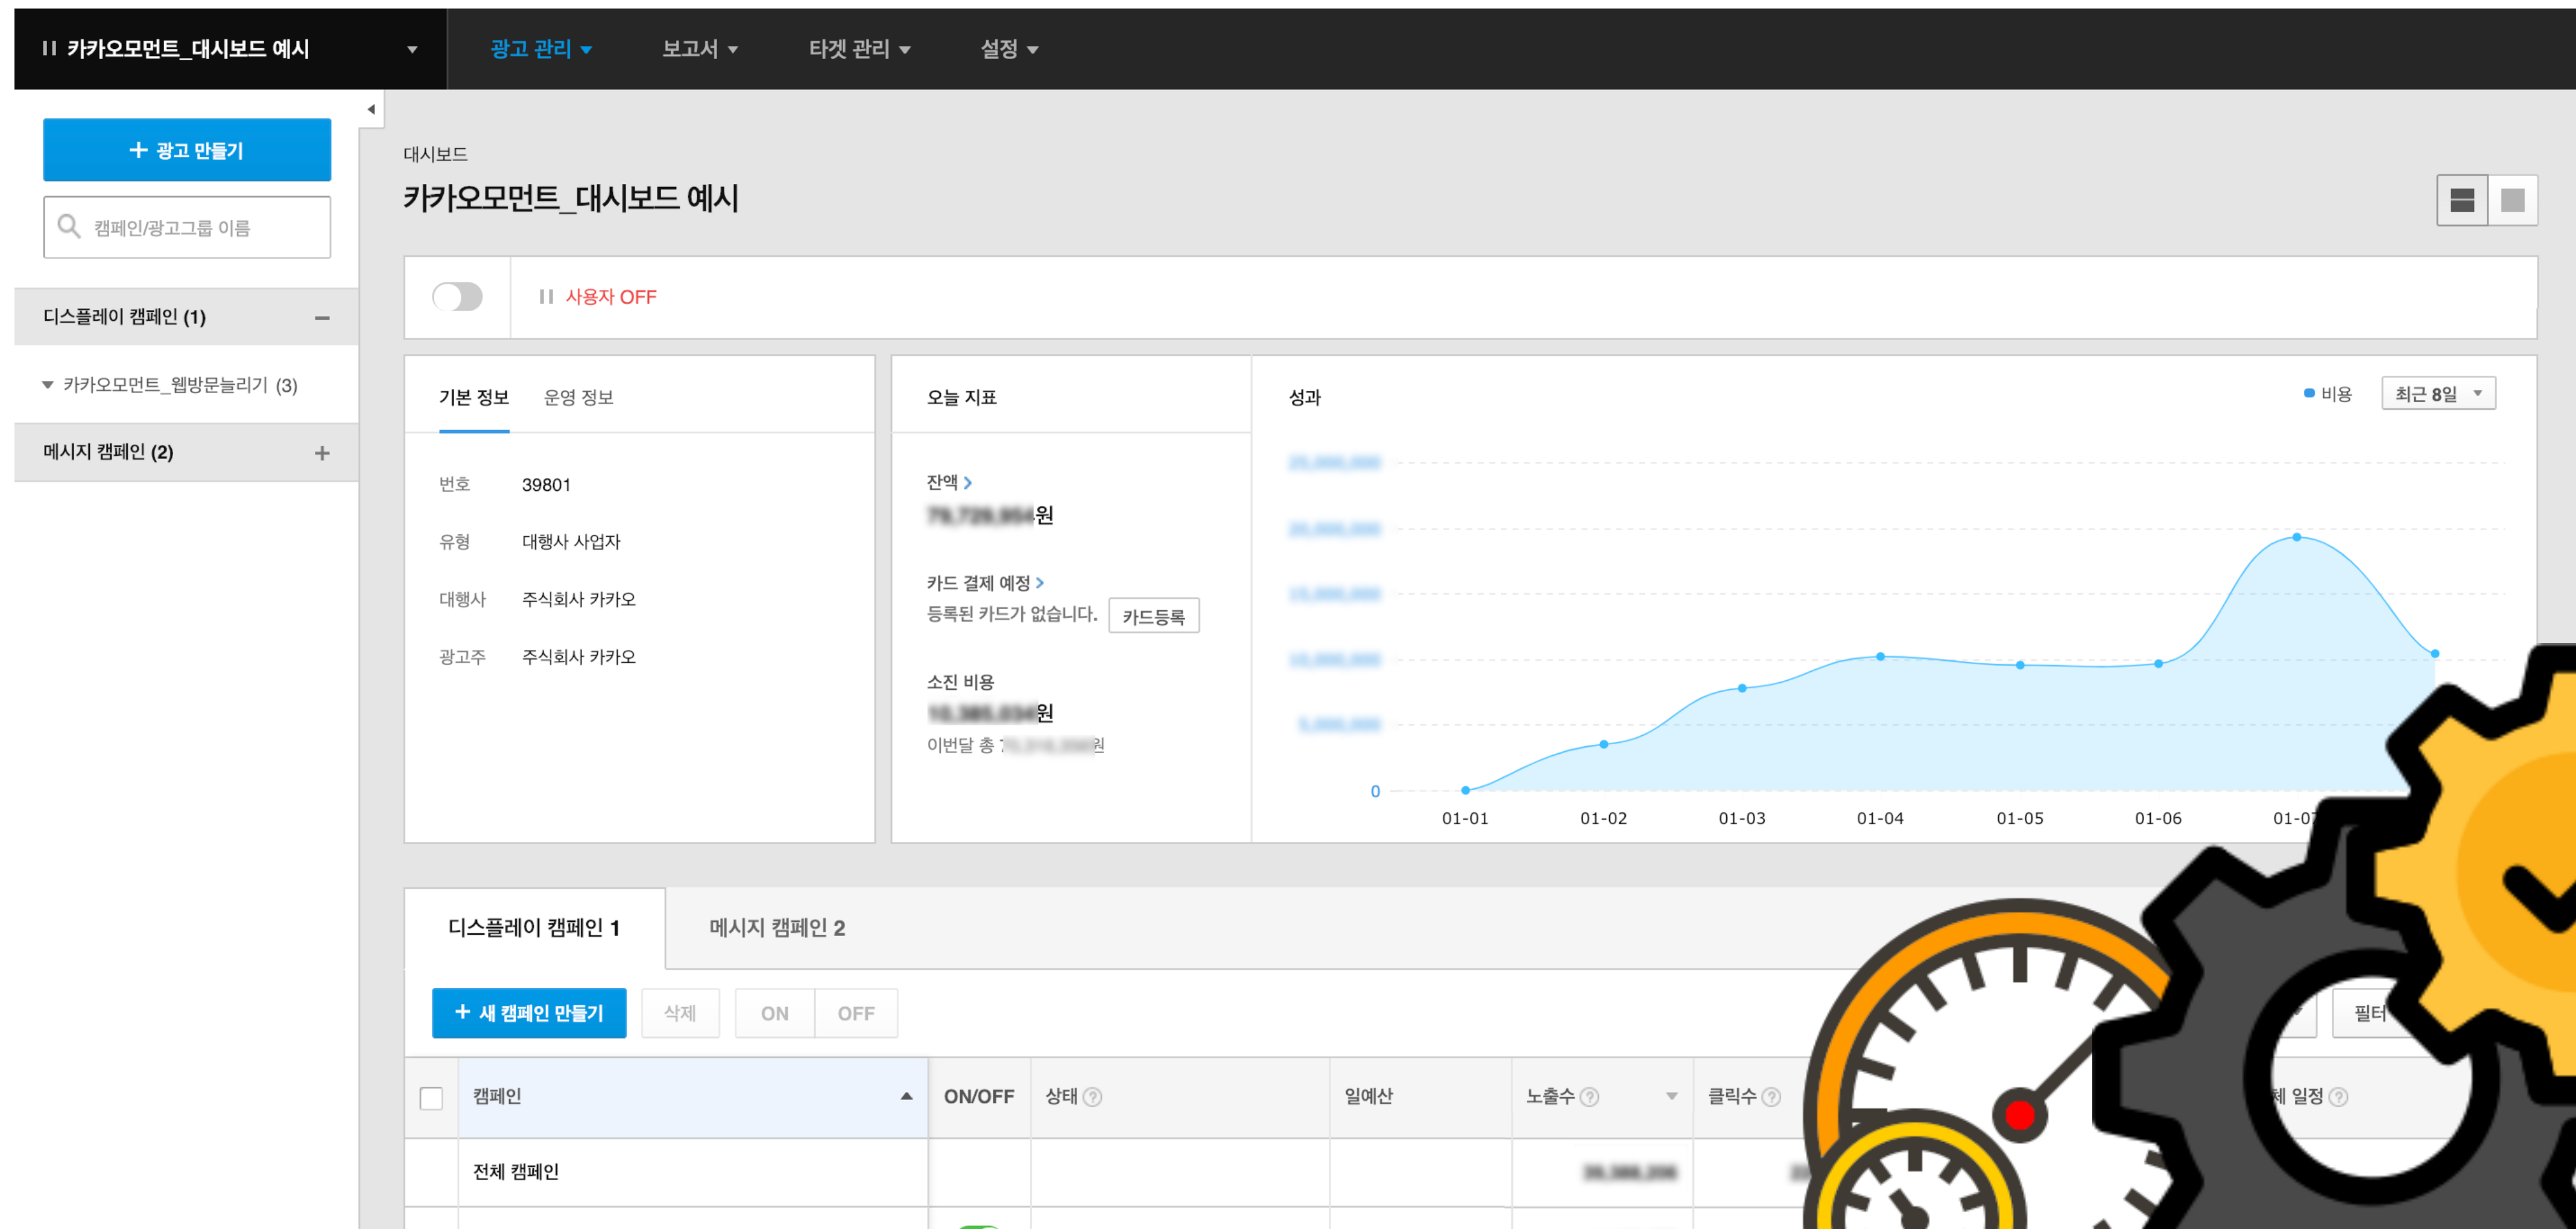 카카오모먼트_대시보드 예시
광고 관리 보고서 타겟 관리 설정
+ 광고 만들기
캠페인/광고그룹 이름
디스플레이 캠페인 (1)
카카오모먼트_웹방문늘리기 (3)
메시지 캠페인 (2)
대시보드
카카오모먼트_대시보드 예시
사용자 OFF
기본 정보 운영 정보
번호 39801
유형 대행사 사업자
대행사 주식회사 카카오
광고주 주식회사 카카오
오늘 지표
잔액
원
카드 결제 예정
등록된 카드가 없습니다. 카드등록
소진 비용
원
이번달 총 원
성과
비용 최근 8일
0
01-01 01-02 01-03 01-04 01-05 01-06
디스플레이 캠페인 1 메시지 캠페인 2
+ 새 캠페인 만들기 삭제 ON OFF 필터
캠페인 ON/OFF 상태 일예산 노출수 클릭수 일정
전체 캠페인